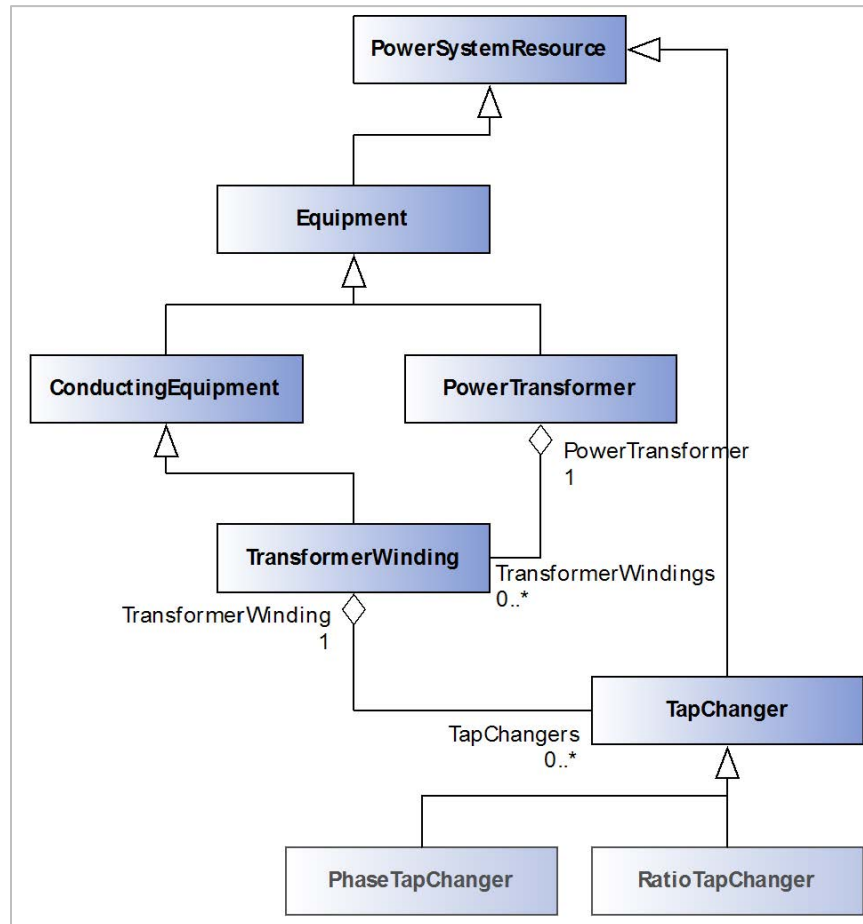 PowerSystemResource
Equipment
ConductingEquipment
PowerTransformer
PowerTransformer
1
TransformerWinding
TransformerWindings
0..*
TransformerWinding
1
TapChanger
TapChangers
0..*
PhaseTapChanger
RatioTapChanger